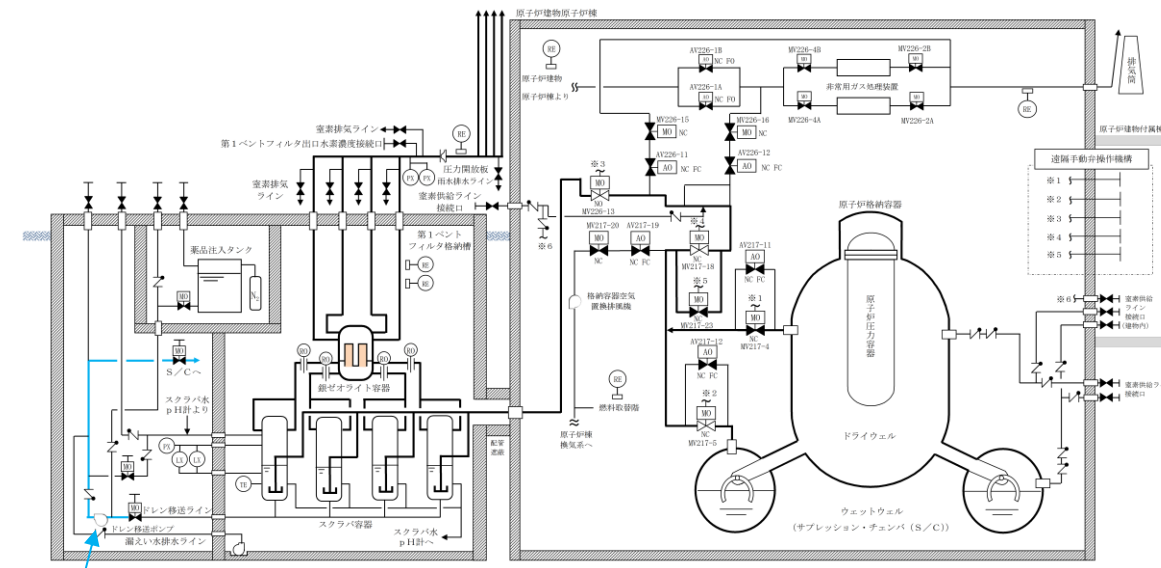 原子炉建物原子炉棟
RE
原子炉建物
原子炉棟より
AV226-1B
AO
NC FO
AV226-1A
AO
NC FO
MV226-4B
MO
MV226-2B
MO
非常用ガス処理装置
MO
MV226-4A
MO
MV226-2A
RE
排気筒
MV226-15
MO
NC
MV226-16
MO
NC
AV226-11
AO
NC FC
AV226-12
AO
NC FC
原子炉建物付属棟
遠隔手動弁操作機構
※1
※2
※3
※4
※5
窒素排気ライン
第1ベントフィルタ出口水素濃度接続口
RE
圧力開放板
雨水排水ライン
PX
PX
窒素排気
ライン
窒素供給ライン
接続口
※6
※3
MO
NO
MV226-13
MV217-20
MO
NC
AV217-19
AO
NC FC
※4
MO
NC
MV217-18
AV217-11
AO
NC FC
※5
MO
NC
MV217-23
※1
MO
NC
MV217-4
AV217-12
AO
NC FC
※2
MO
NC
MV217-5
原子炉格納容器
原子炉圧力容器
ドライウェル
ウェットウェル
(サプレッション・チェンバ(S/C))
※6
窒素供給
ライン
接続口
(建物内)
窒素供給ラ
接続口
第1ベント
フィルタ格納槽
RE
RE
薬品注入タンク
N2
MO
格納容器空気
置換排風機
RE
燃料取替階
原子炉棟
換気系へ
MO
S/Cへ
RO
RO
RO
RO
銀ゼオライト容器
スクラバ水
pH計より
配管
遮蔽
PX
LX
LX
MO
TE
MO
ドレン移送ライン
ドレン移送ポンプ
漏えい水排水ライン
スクラバ容器
スクラバ水
pH計へ